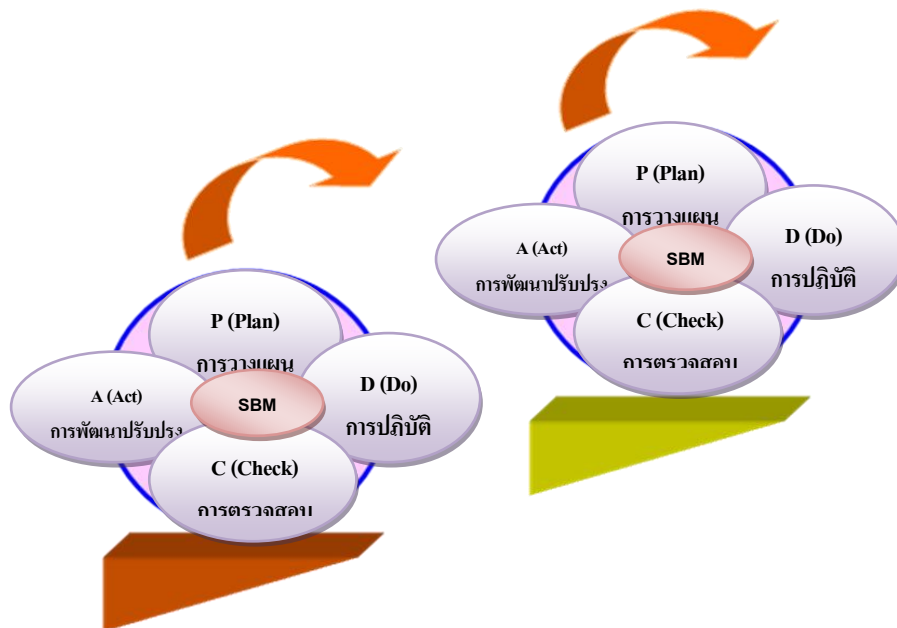 P (Plan)
การวางแผน
A (Act)
การพัฒนาปรับปรุง
SBM
D (Do)
การปฏิบัติ
C (Check)
การตรวจสอบ
P (Plan)
การวางแผน
A (Act)
การพัฒนาปรับปรุง
SBM
D (Do)
การปฏิบัติ
C (Check)
การตรวจสอบ